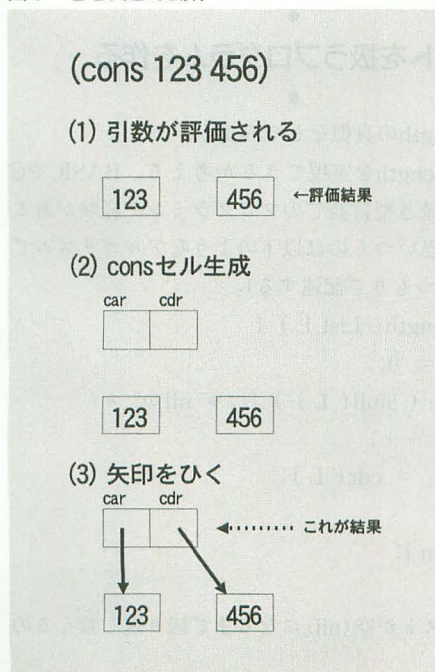 (cons 123 456)
(1) 引数が評価される
123 456 ←評価結果
(2) consセル生成
car cdr
123 456
(3) 矢印をひく
car cdr
これが結果
123 456